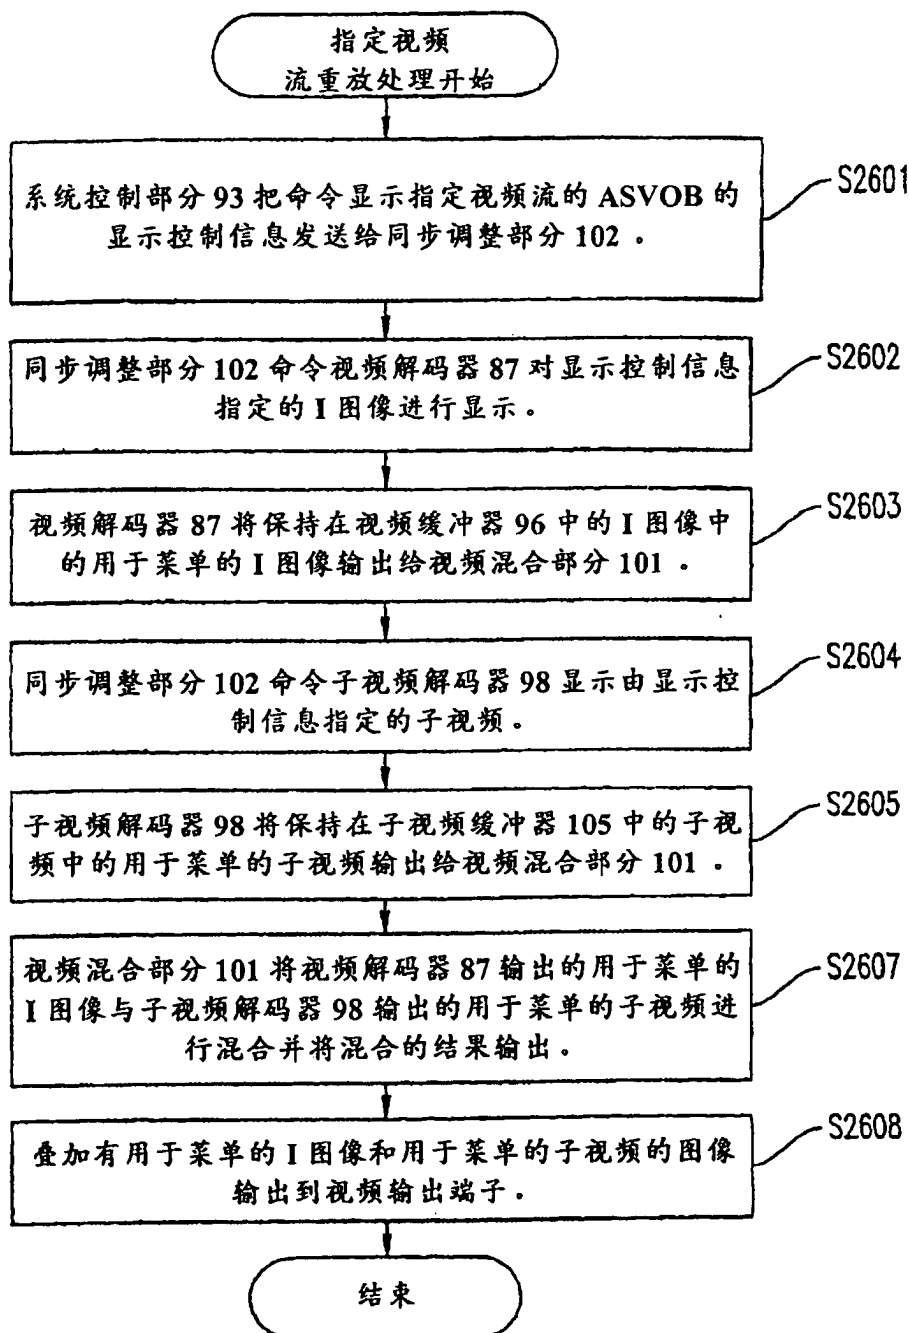 指定视频
流重放处理开始
系统控制部分 93 把命令显示指定视频流的 ASVOB 的
显示控制信息发送给同步调整部分 102 。
S2601
同步调整部分 102 命令视频解码器 87 对显示控制信息
指定的 I 图像进行显示。
S2602
视频解码器 87 将保持在视频缓冲器 96 中的 I 图像中
的用于菜单的 I 图像输出给视频混合部分 101 。
S2603
同步调整部分 102 命令子视频解码器 98 显示由显示控
制信息指定的子视频。
S2604
子视频解码器 98 将保持在子视频缓冲器 105 中的子视
频中的用于菜单的子视频输出给视频混合部分 101 。
S2605
视频混合部分 101 将视频解码器 87 输出的用于菜单的
I 图像与子视频解码器 98 输出的用于菜单的子视频进
行混合并将混合的结果输出。
S2607
叠加有用于菜单的 I 图像和用于菜单的子视频的图像
输出到视频输出端子。
S2608
结束